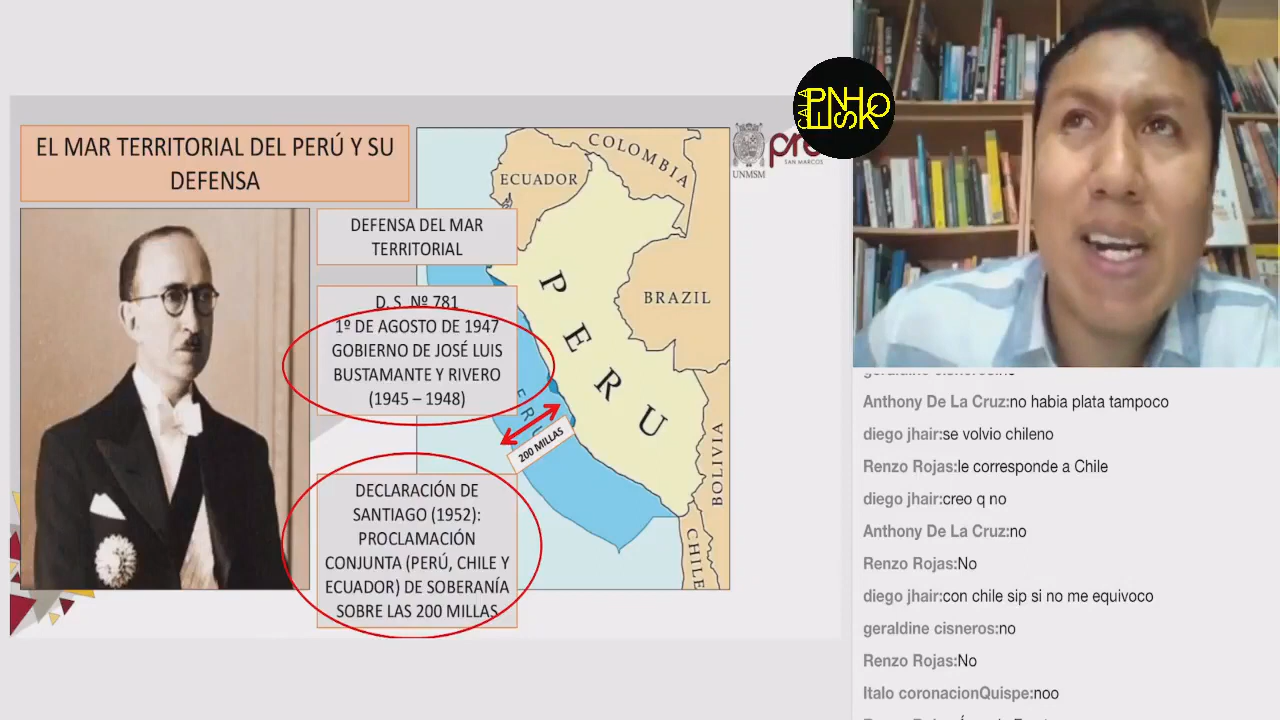 EL MAR TERRITORIAL DEL PERÚ Y SU
DEFENSA
DEFENSA DEL MAR
TERRITORIAL
D. S. Nº 781
1º DE AGOSTO DE 1947
GOBIERNO DE JOSÉ LUIS
BUSTAMANTE Y RIVERO
(1945 – 1948)
DECLARACIÓN DE
SANTIAGO (1952):
PROCLAMACIÓN
CONJUNTA (PERÚ, CHILE Y
ECUADOR) DE SOBERANÍA
SOBRE LAS 200 MILLAS
COLOMBIA
ECUADOR
BRAZIL
PERU
200 MILLAS
BOLIVIA
CHILE
UNMSM
SAN MARCOS
Anthony De La Cruz:no habia plata tampoco
diego jhair:se volvio chileno
Renzo Rojas:le corresponde a Chile
diego jhair:creo q no
Anthony De La Cruz:no
Renzo Rojas:No
diego jhair:con chile sip si no me equivoco
geraldine cisneros:no
Renzo Rojas:No
Italo coronacionQuispe:noo